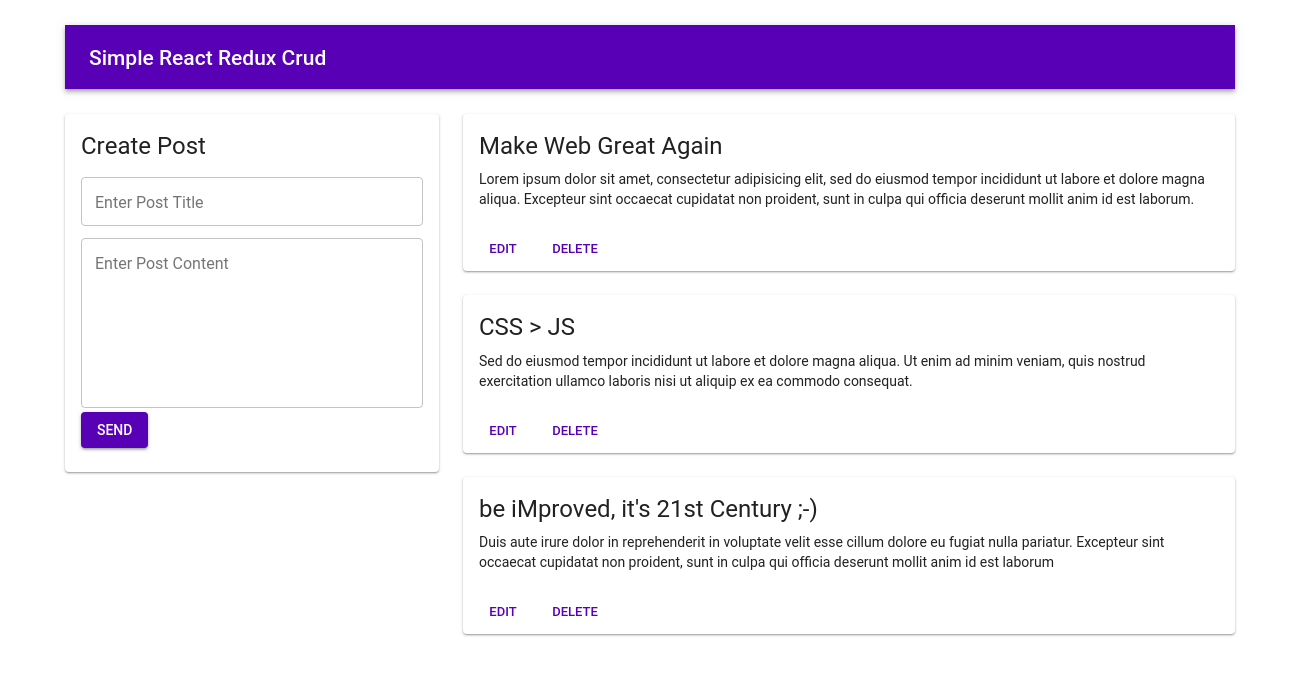 Simple React Redux Crud
Create Post
Enter Post Title
Enter Post Content
SEND
Make Web Great Again
Lorem ipsum dolor sit amet, consectetur adipisicing elit, sed do eiusmod tempor incididunt ut labore et dolore magna
aliqua. Excepteur sint occaecat cupidatat non proident, sunt in culpa qui officia deserunt mollit anim id est laborum.
EDIT DELETE
CSS > JS
Sed do eiusmod tempor incididunt ut labore et dolore magna aliqua. Ut enim ad minim veniam, quis nostrud
exercitation ullamco laboris nisi ut aliquip ex ea commodo consequat.
EDIT DELETE
be iMproved, it's 21st Century ;-)
Duis aute irure dolor in reprehenderit in voluptate velit esse cillum dolore eu fugiat nulla pariatur. Excepteur sint
occaecat cupidatat non proident, sunt in culpa qui officia deserunt mollit anim id est laborum
EDIT DELETE